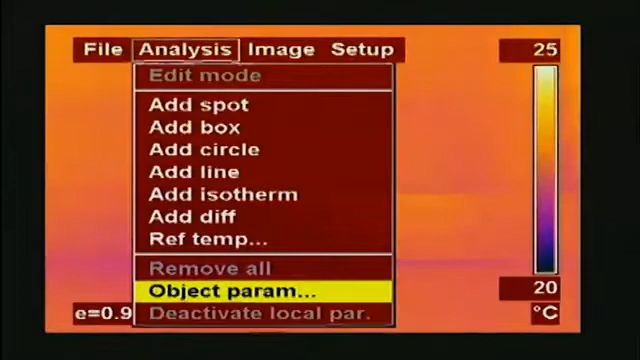 File Analysis Image Setup 25
Edit mode
Add spot
Add box
Add circle
Add line
Add isotherm
Add diff
Ref temp...
Remove all
Object param... 20
e=0.9 Deactivate local par. °C